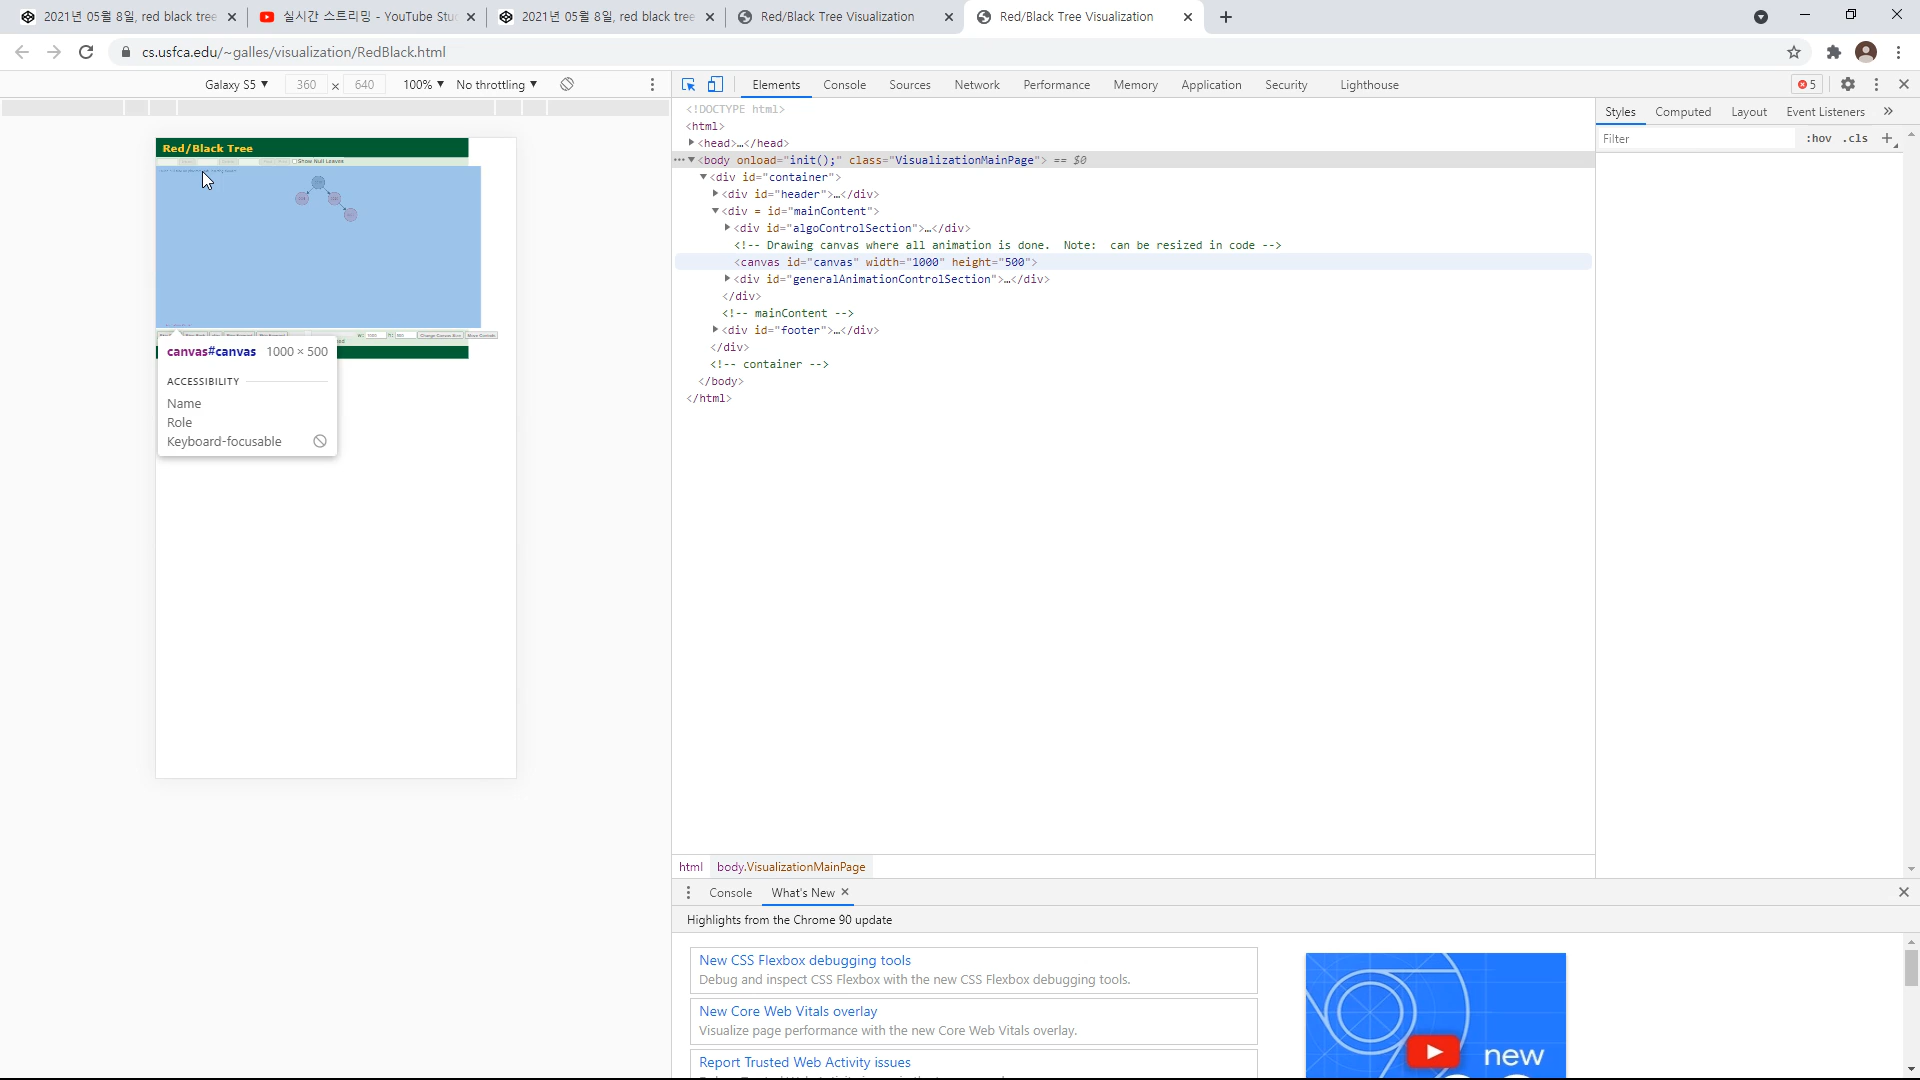 2021년 05월 8일, red black tree
실시간 스트리밍 - YouTube Stu
2021년 05월 8일, red black tree
Red/Black Tree Visualization
Red/Black Tree Visualization
cs.usfca.edu/~galles/visualization/RedBlack.html
Galaxy S5 360 x 640 100% No throttling
Elements Console Sources Network Performance Memory Application Security Lighthouse 5
<!DOCTYPE html>
<html>
<head>…</head>
<body onload="init();" class="VisualizationMainPage"> == $0
<div id="container">
<div id="header">…</div>
<div = id="mainContent">
<div id="algoControlSection">…</div>
<!-- Drawing canvas where all animation is done.  Note:  can be resized in code -->
<canvas id="canvas" width="1000" height="500">
<div id="generalAnimationControlSection">…</div>
</div>
<!-- mainContent -->
<div id="footer">…</div>
</div>
<!-- container -->
</body>
</html>
Styles Computed Layout Event Listeners »
Filter :hov .cls +
Red/Black Tree
Show Null Leaves
Change Canvas Size Move Controls
canvas#canvas 1000 × 500
ACCESSIBILITY
Name
Role
Keyboard-focusable
html body.VisualizationMainPage
Console What's New
Highlights from the Chrome 90 update
New CSS Flexbox debugging tools
Debug and inspect CSS Flexbox with the new CSS Flexbox debugging tools.
New Core Web Vitals overlay
Visualize page performance with the new Core Web Vitals overlay.
Report Trusted Web Activity issues
new